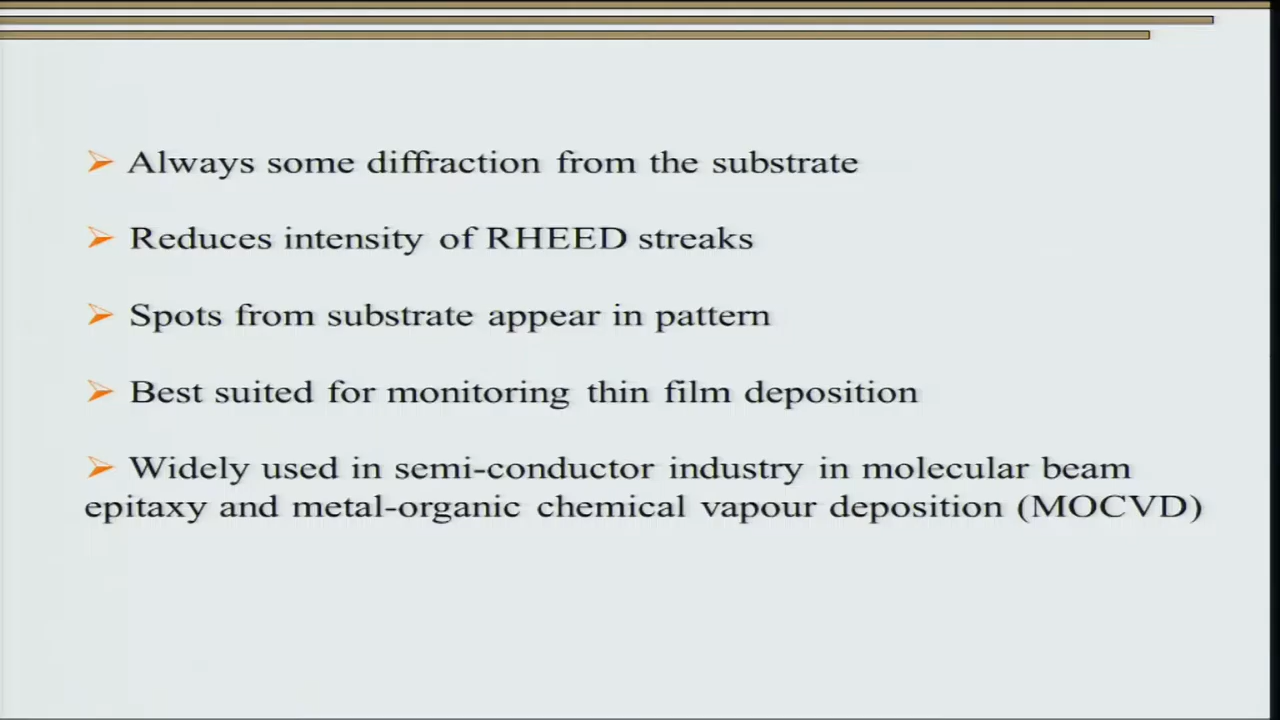 ➢ Always some diffraction from the substrate
➢ Reduces intensity of RHEED streaks
➢ Spots from substrate appear in pattern
➢ Best suited for monitoring thin film deposition
➢ Widely used in semi-conductor industry in molecular beam
epitaxy and metal-organic chemical vapour deposition (MOCVD)